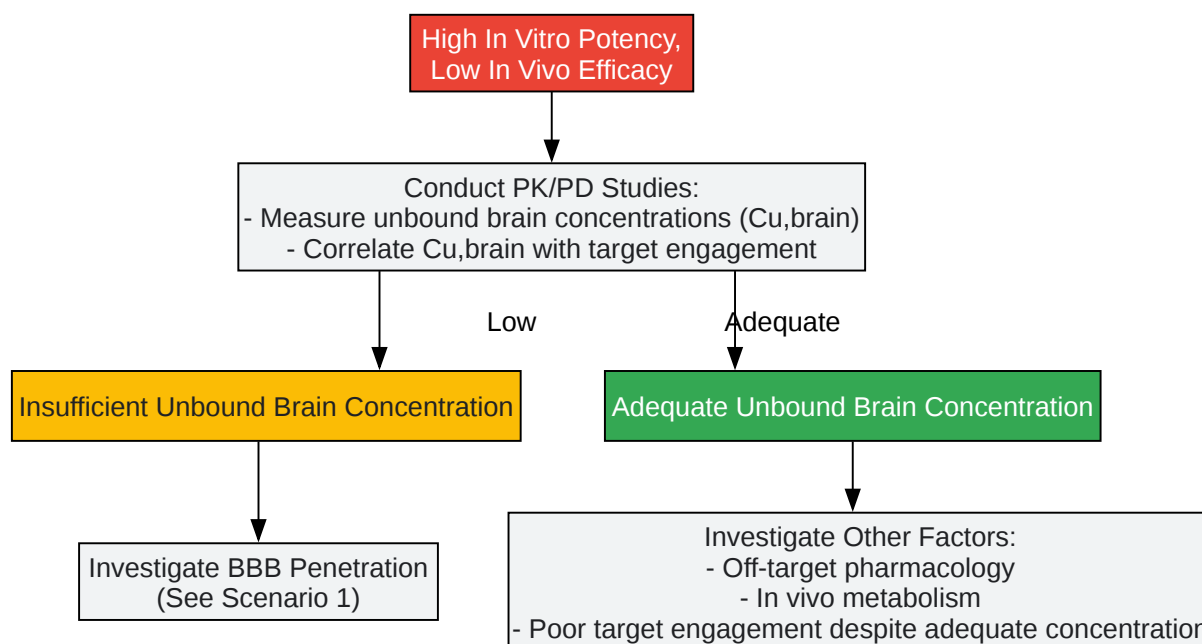 High In Vitro Potency,
Low In Vivo Efficacy
Conduct PK/PD Studies:
- Measure unbound brain concentrations (Cu,brain)
- Correlate Cu,brain with target engagement
Low
Adequate
Insufficient Unbound Brain Concentration
Adequate Unbound Brain Concentration
Investigate BBB Penetration
(See Scenario 1)
Investigate Other Factors:
- Off-target pharmacology
- In vivo metabolism
- Poor target engagement despite adequate concentration